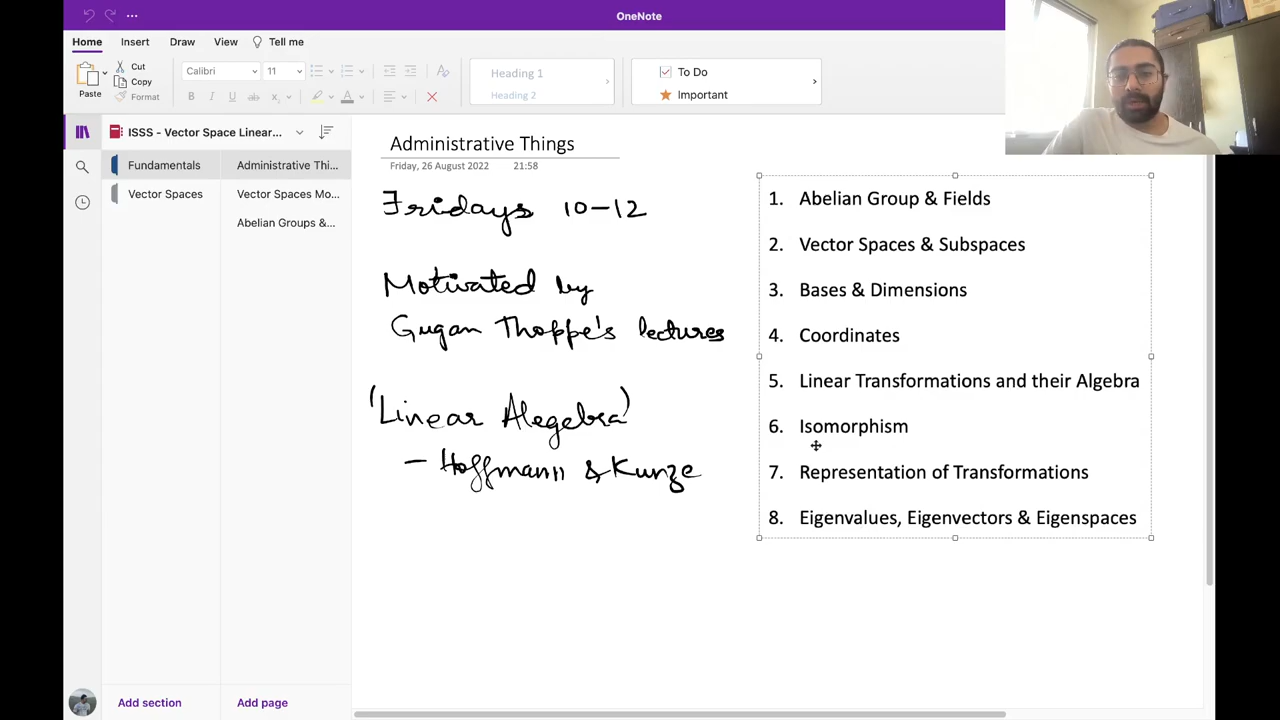 OneNote
Home Insert Draw View Tell me
Paste
Cut
Copy
Format
Calibri 11
B I U ab x
Heading 1
Heading 2
To Do
Important
ISSS - Vector Space Linear...
Fundamentals
Vector Spaces
Administrative Thi...
Vector Spaces Mo...
Abelian Groups &...
Administrative Things
Friday, 26 August 2022 21:58
Fridays 10-12
Motivated by
Gugan Thoppe's lectures
(Linear Alegebra)
- Hoffmann & Kunze
1. Abelian Group & Fields
2. Vector Spaces & Subspaces
3. Bases & Dimensions
4. Coordinates
5. Linear Transformations and their Algebra
6. Isomorphism
7. Representation of Transformations
8. Eigenvalues, Eigenvectors & Eigenspaces
Add section
Add page